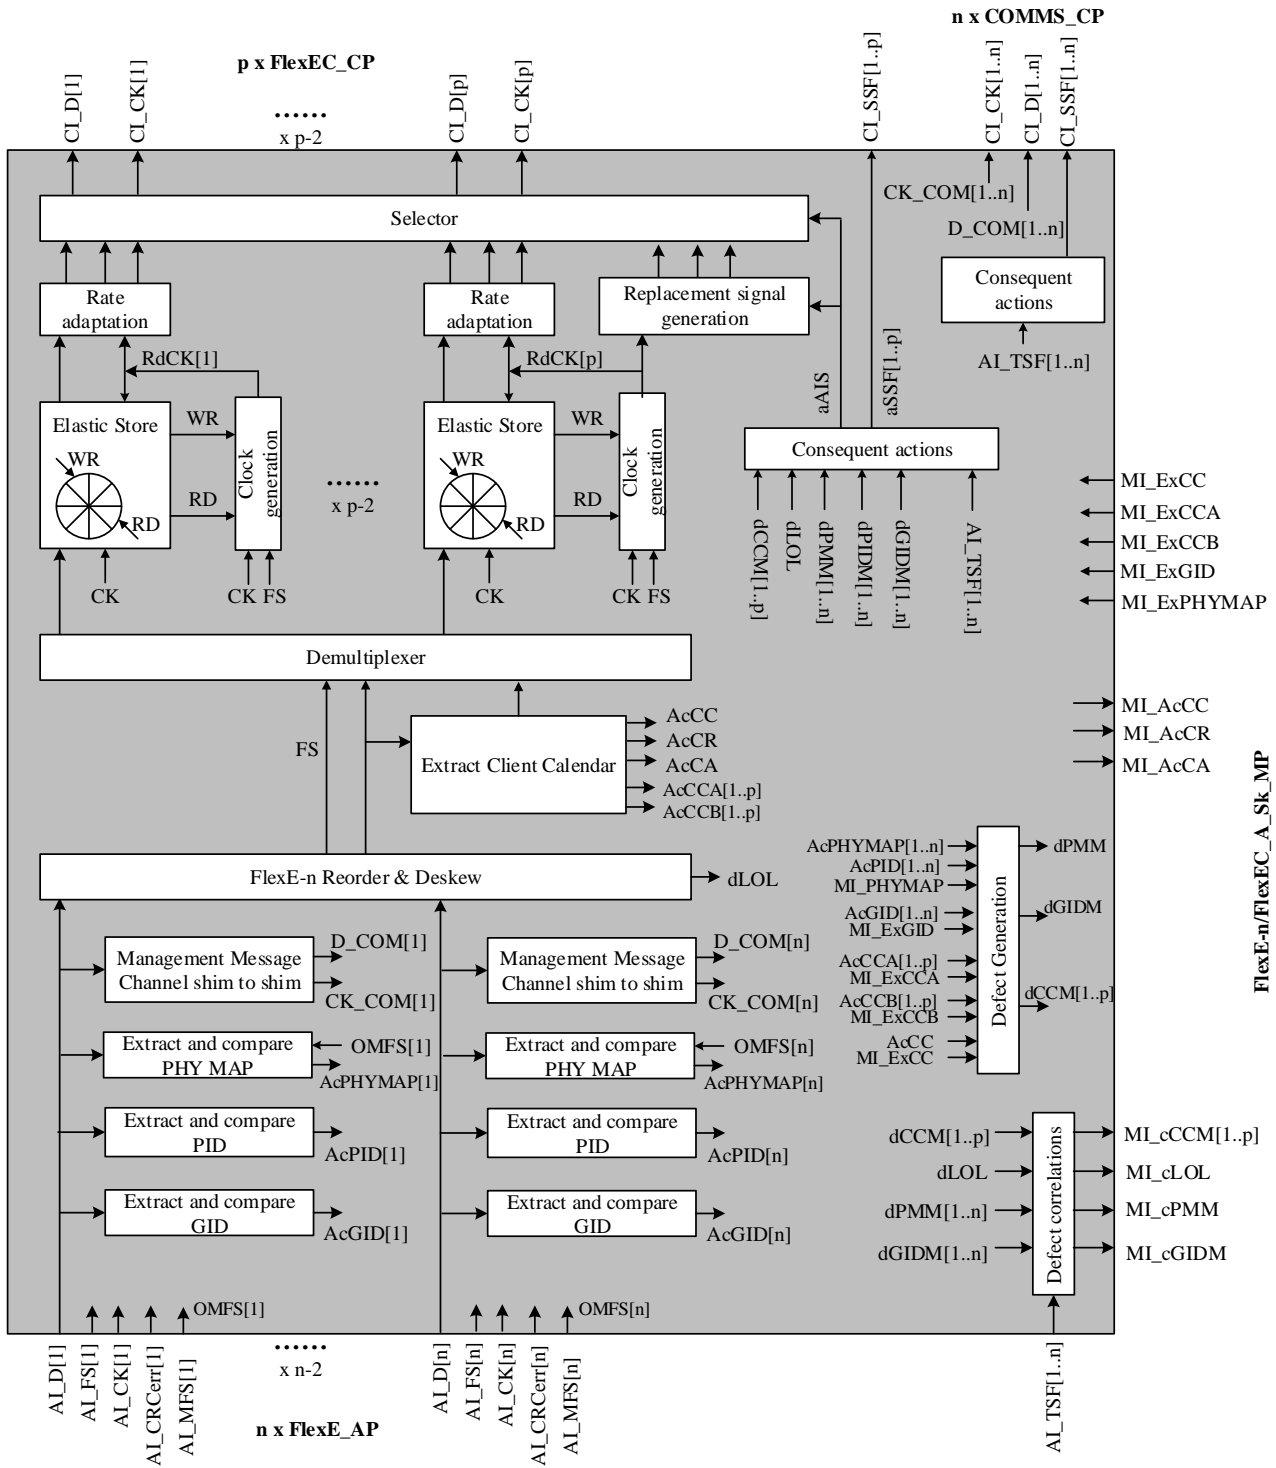 n x COMMS_CP
p x FlexEC_CP
CI_D[1]
CI_CK[1]
......
x p-2
CI_D[p]
CI_CK[p]
CI_SSF[1..p]
CI_CK[1..n]
CI_D[1..n]
CI_SSF[1..n]
CK_COM[1..n]
D_COM[1..n]
Selector
Consequent
actions
AI_TSF[1..n]
Rate
adaptation
Rate
adaptation
Replacement signal
generation
RdCK[1]
RdCK[p]
aAIS
aSSF[1..p]
Elastic Store
WR
RD
WR
RD
Clock
generation
CK
CK
FS
......
x p-2
Elastic Store
WR
RD
WR
RD
Clock
generation
CK
CK
FS
Consequent actions
dCCM[1..p]
dLOL
dPMM[1..n]
dPIDM[1..n]
dGIDM[1..n]
AI_TSF[1..n]
MI_ExCC
MI_ExCCA
MI_ExCCB
MI_ExGID
MI_ExPHYMAP
Demultiplexer
FS
Extract Client Calendar
AcCC
AcCR
AcCA
AcCCA[1..p]
AcCCB[1..p]
MI_AcCC
MI_AcCR
MI_AcCA
FlexE-n/FlexEC_A_Sk_MP
FlexE-n Reorder & Deskew
dLOL
AcPHYMAP[1..n]
AcPID[1..n]
MI_PHYMAP
AcGID[1..n]
MI_ExGID
AcCCA[1..p]
MI_ExCCA
AcCCB[1..p]
MI_ExCCB
AcCC
MI_ExCC
Defect Generation
dPMM
dGIDM
dCCM[1..p]
Management Message
Channel shim to shim
D_COM[1]
CK_COM[1]
Management Message
Channel shim to shim
D_COM[n]
CK_COM[n]
Extract and compare
PHY MAP
OMFS[1]
AcPHYMAP[1]
Extract and compare
PHY MAP
OMFS[n]
AcPHYMAP[n]
Extract and compare
PID
AcPID[1]
Extract and compare
PID
AcPID[n]
Extract and compare
GID
AcGID[1]
Extract and compare
GID
AcGID[n]
dCCM[1..p]
dLOL
dPMM[1..n]
dGIDM[1..n]
Defect correlations
MI_cCCM[1..p]
MI_cLOL
MI_cPMM
MI_cGIDM
OMFS[1]
OMFS[n]
AI_D[1]
AI_FS[1]
AI_CK[1]
AI_CRCerr[1]
AI_MFS[1]
......
x n-2
AI_D[n]
AI_FS[n]
AI_CK[n]
AI_CRCerr[n]
AI_MFS[n]
AI_TSF[1..n]
n x FlexE_AP